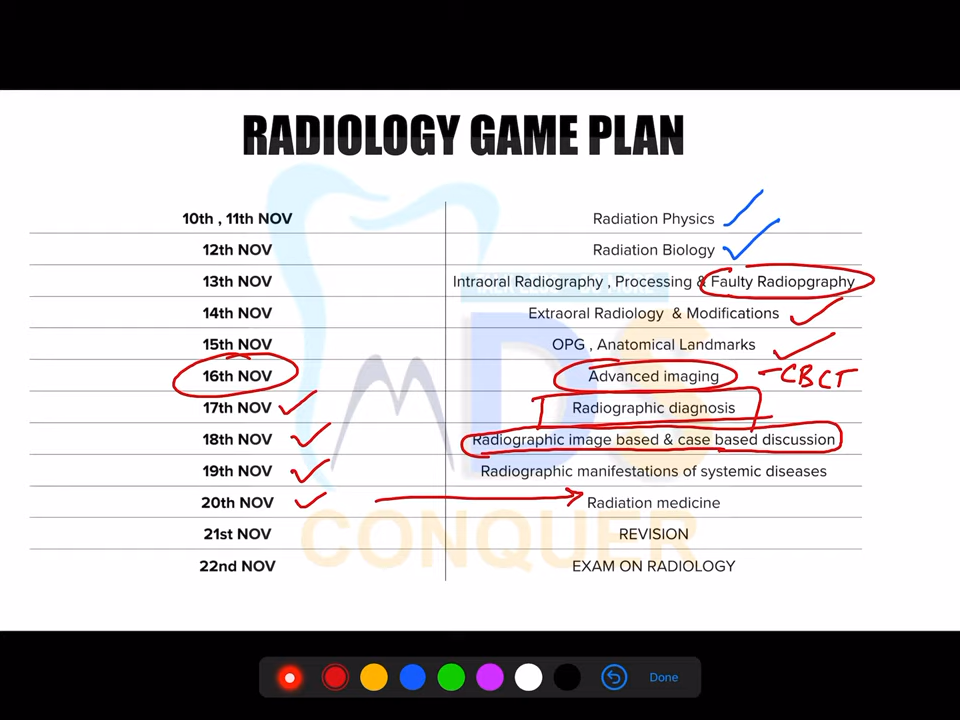 RADIOLOGY GAME PLAN
10th , 11th NOV Radiation Physics
12th NOV Radiation Biology
13th NOV Intraoral Radiography , Processing & Faulty Radiopgraphy
14th NOV Extraoral Radiology & Modifications
15th NOV OPG , Anatomical Landmarks
16th NOV Advanced imaging - CBCT
17th NOV Radiographic diagnosis
18th NOV Radiographic image based & case based discussion
19th NOV Radiographic manifestations of systemic diseases
20th NOV Radiation medicine
21st NOV REVISION
22nd NOV EXAM ON RADIOLOGY
MDS
CONQUER
Done